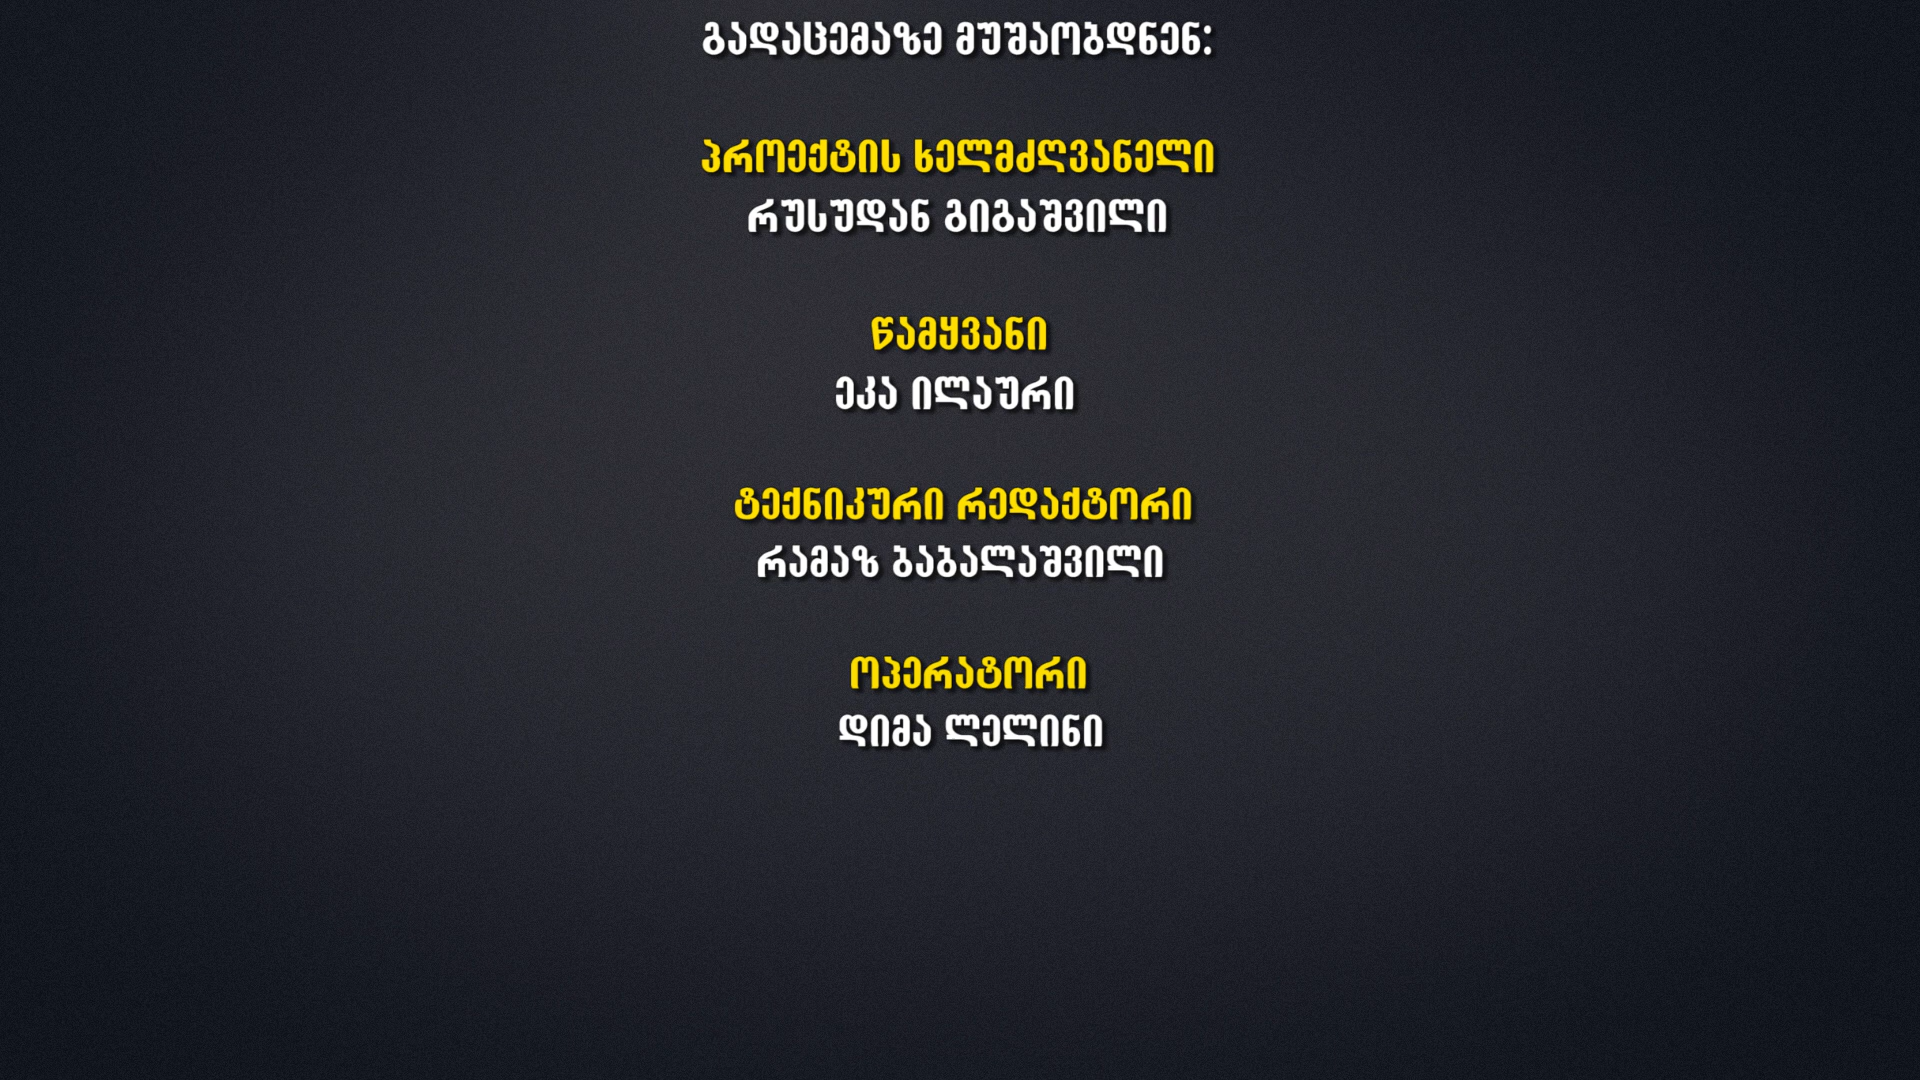 გადაცემაზე მუშაობდნენ:
პროექტის ხელმძღვანელი
რუსუდან გიგაშვილი
წამყვანი
ეკა ილაური
ტექნიკური რედაქტორი
რამაზ ბაბალაშვილი
ოპერატორი
დიმა ლელინი